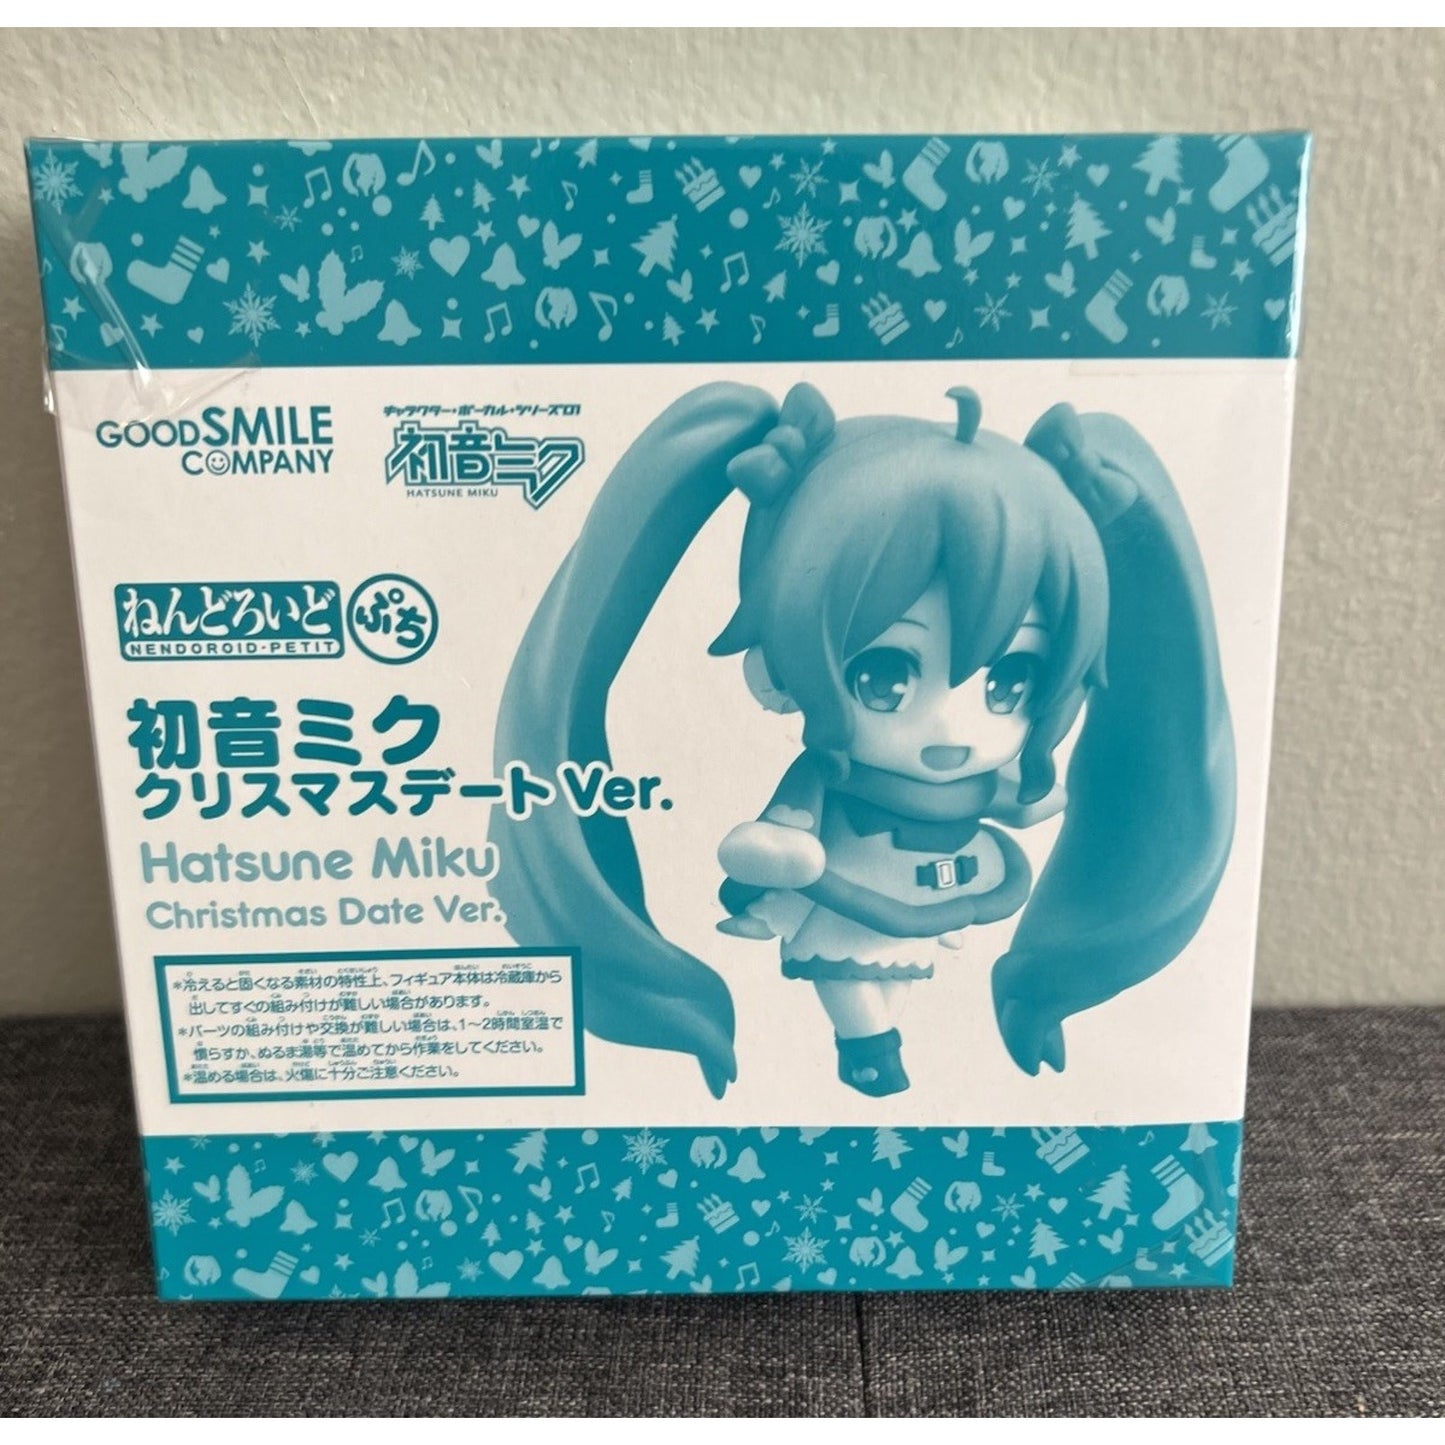 GOODSMILE
COMPANY
キャラクター・ボーカル・シリーズ01
初音ミク
HATSUNE MIKU
ねんどろいど
NENDOROID-PETIT
ぷち
初音ミク
クリスマスデート Ver.
Hatsune Miku
Christmas Date Ver.
*冷えると固くなる素材の特性上、フィギュア本体は冷蔵庫から
出してすぐの組み付けが難しい場合があります。
*パーツの組み付けや交換が難しい場合は、1～2時間室温で
慣らすか、ぬるま湯等で温めてから作業をしてください。
*温める場合は、火傷に十分ご注意ください。